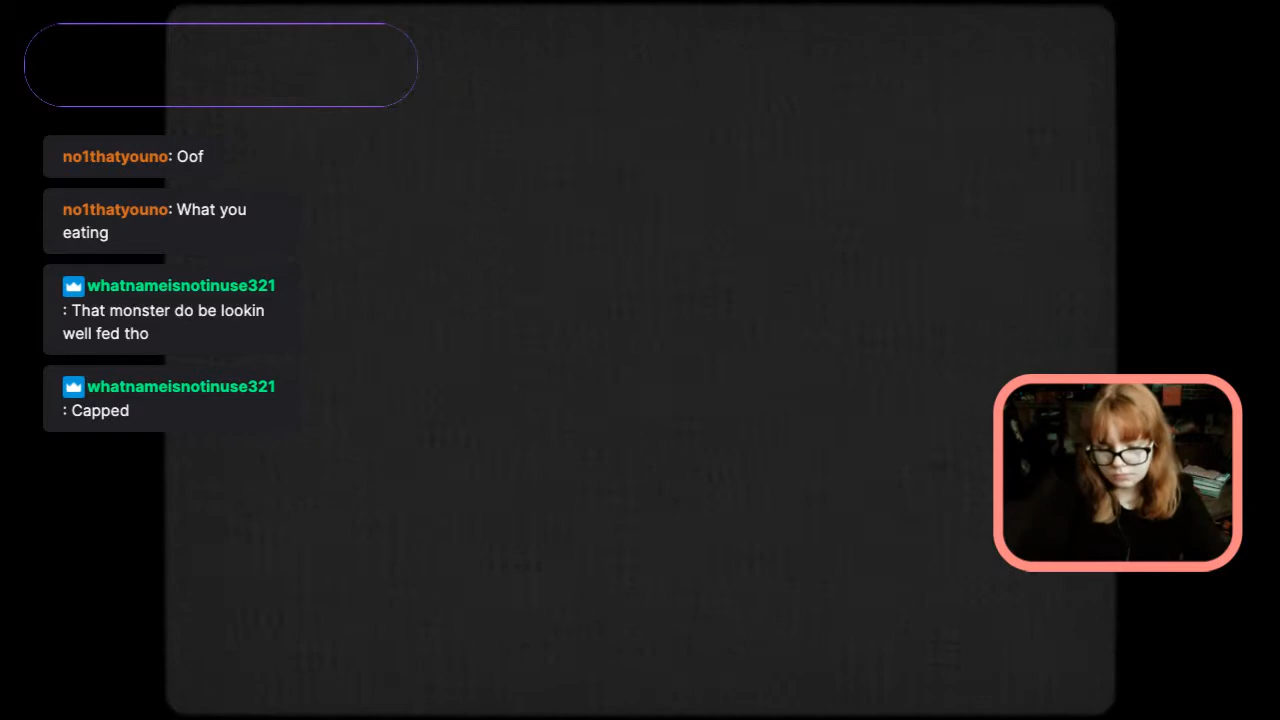 no1thatyouno: Oof
no1thatyouno: What you
eating
whatnameisnotinuse321
: That monster do be lookin
well fed tho
whatnameisnotinuse321
: Capped